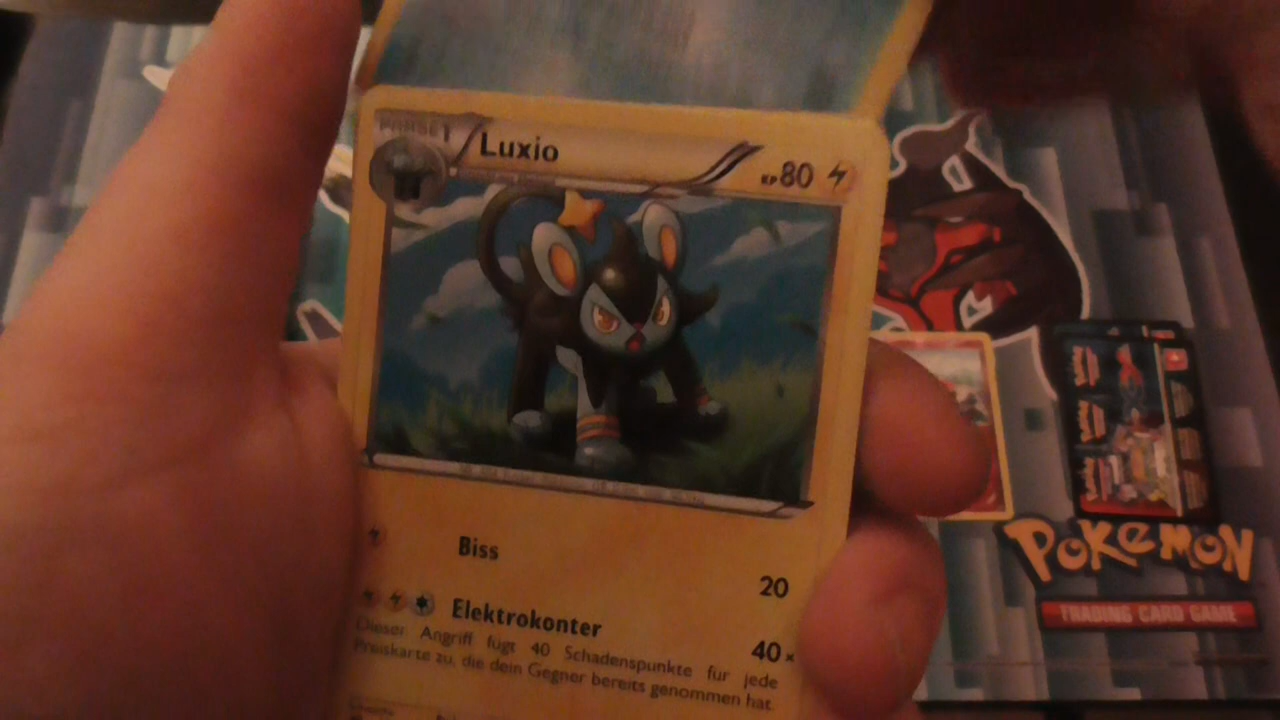 Luxio
KP80
Biss
20
Elektrokonter
40×
Dieser Angriff fügt 40 Schadenspunkte für jede
Preiskarte zu, die dein Gegner bereits genommen hat.
POKéMON
TRADING CARD GAME